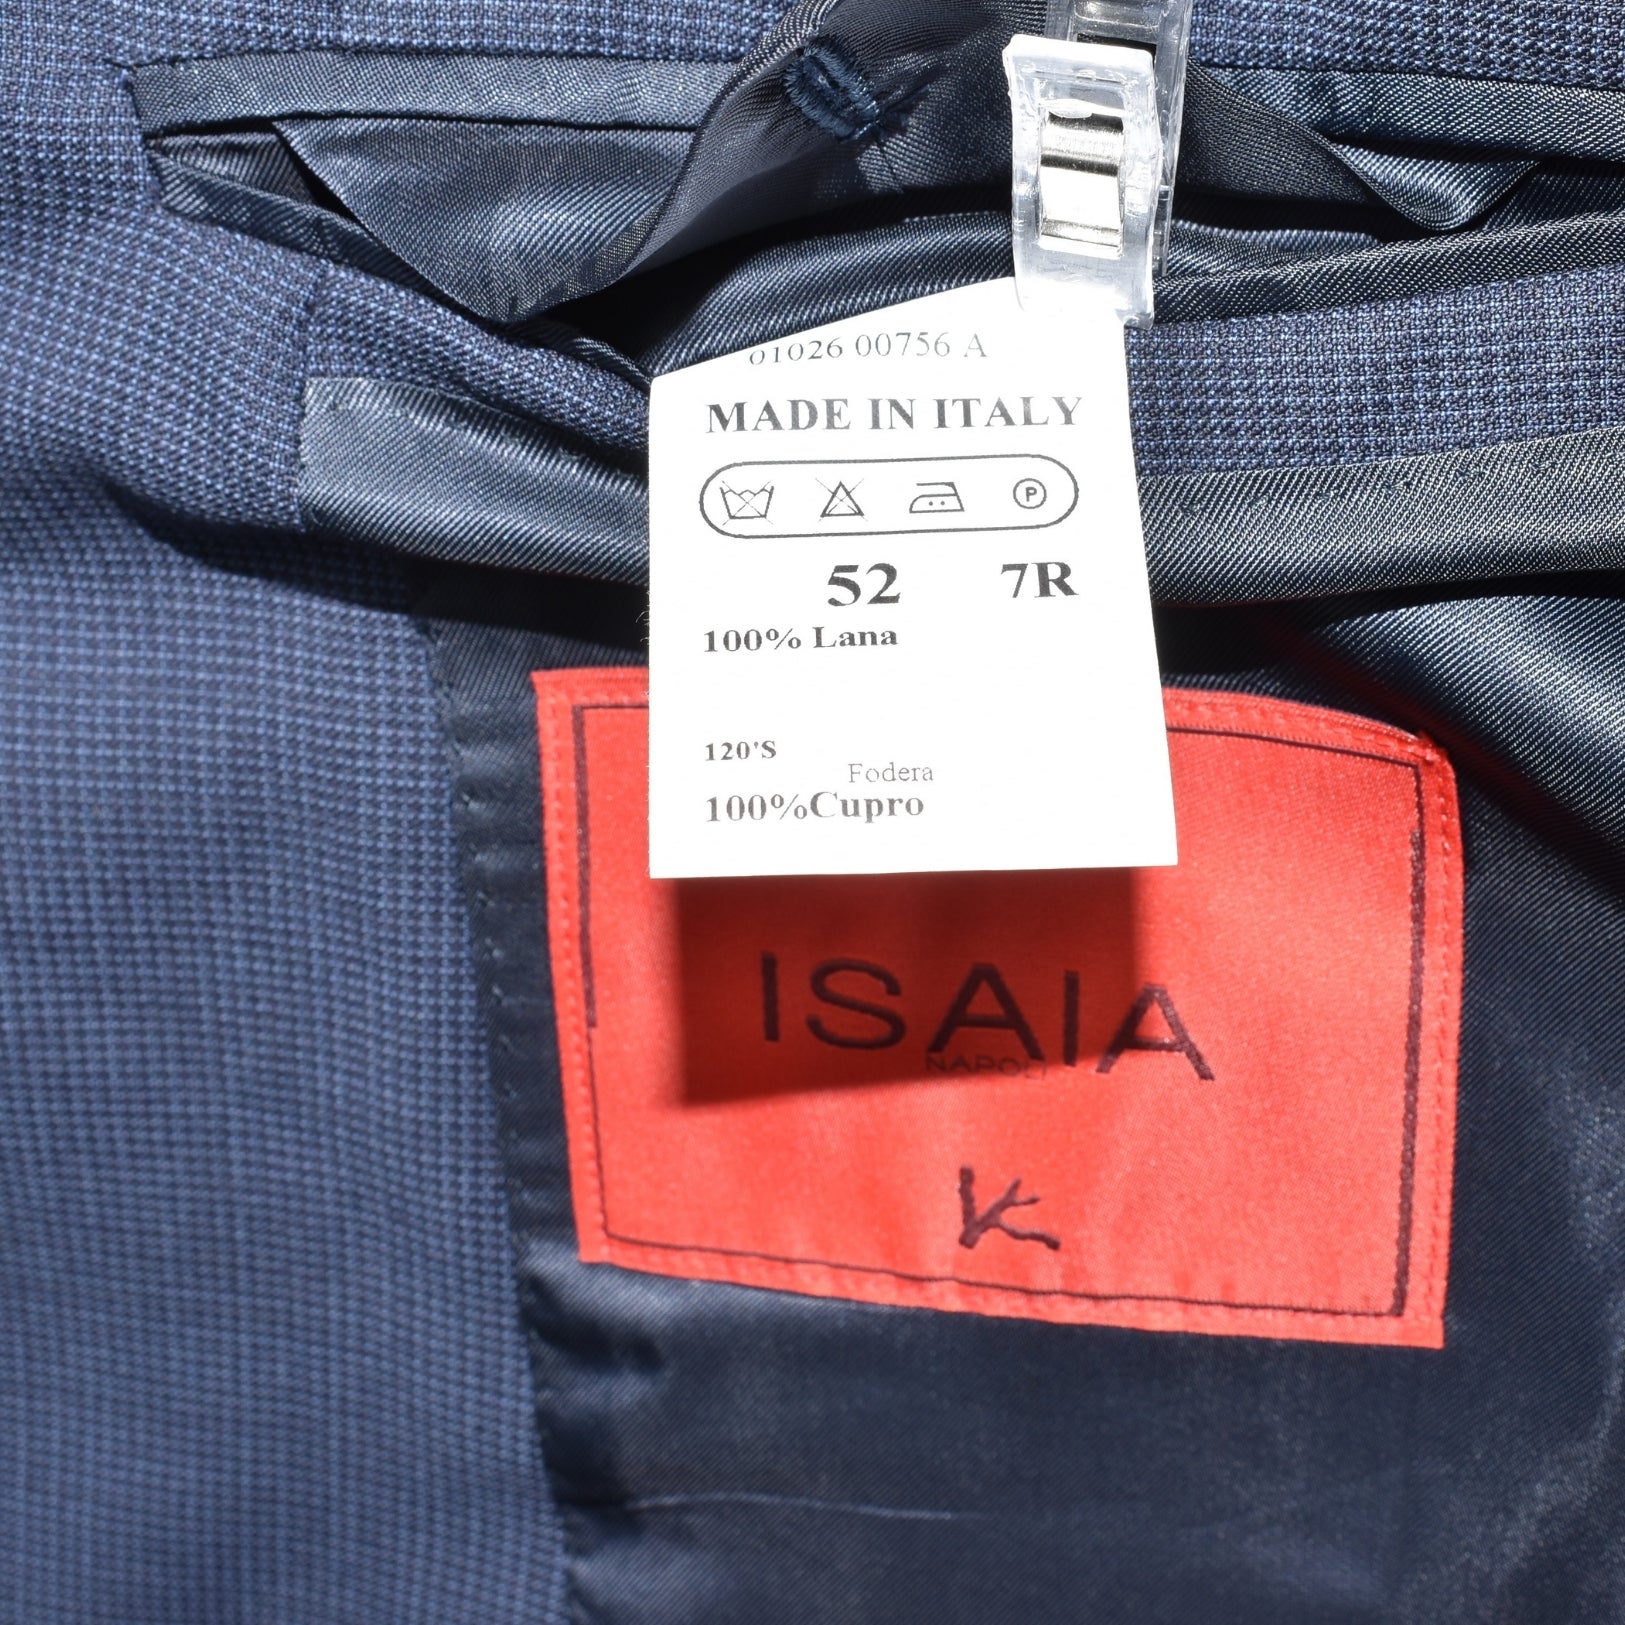 01026 00756 A
MADE IN ITALY
P
52 7R
100% Lana
120'S
Fodera
100%Cupro
ISAIA
NAPOLI